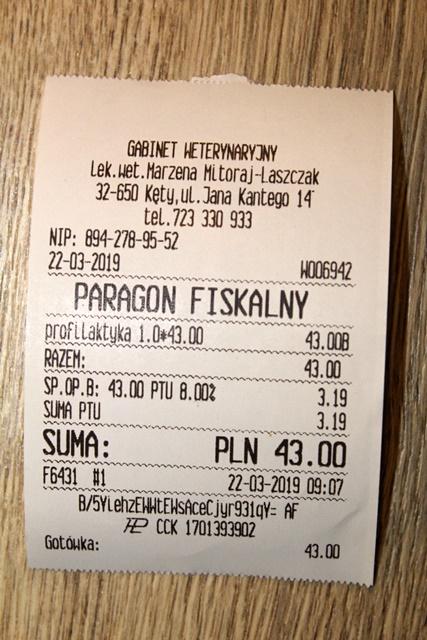 GABINET WETERYNARYJNY
Lek.wet.Marzena Mitoraj-Laszczak
32-650 Kęty,ul.Jana Kantego 14
tel.723 330 933
NIP: 894-278-95-52
22-03-2019 W006942
PARAGON FISKALNY
profilaktyka 1.0*43.00 43.00B
RAZEM: 43.00
SP.OP.B: 43.00 PTU 8.00% 3.19
SUMA PTU 3.19
SUMA: PLN 43.00
F6431 #1 22-03-2019 09:07
B/5YLehzEWWtEWsAceCjyr931qY= AF
CCK 1701393902
Gotówka: 43.00